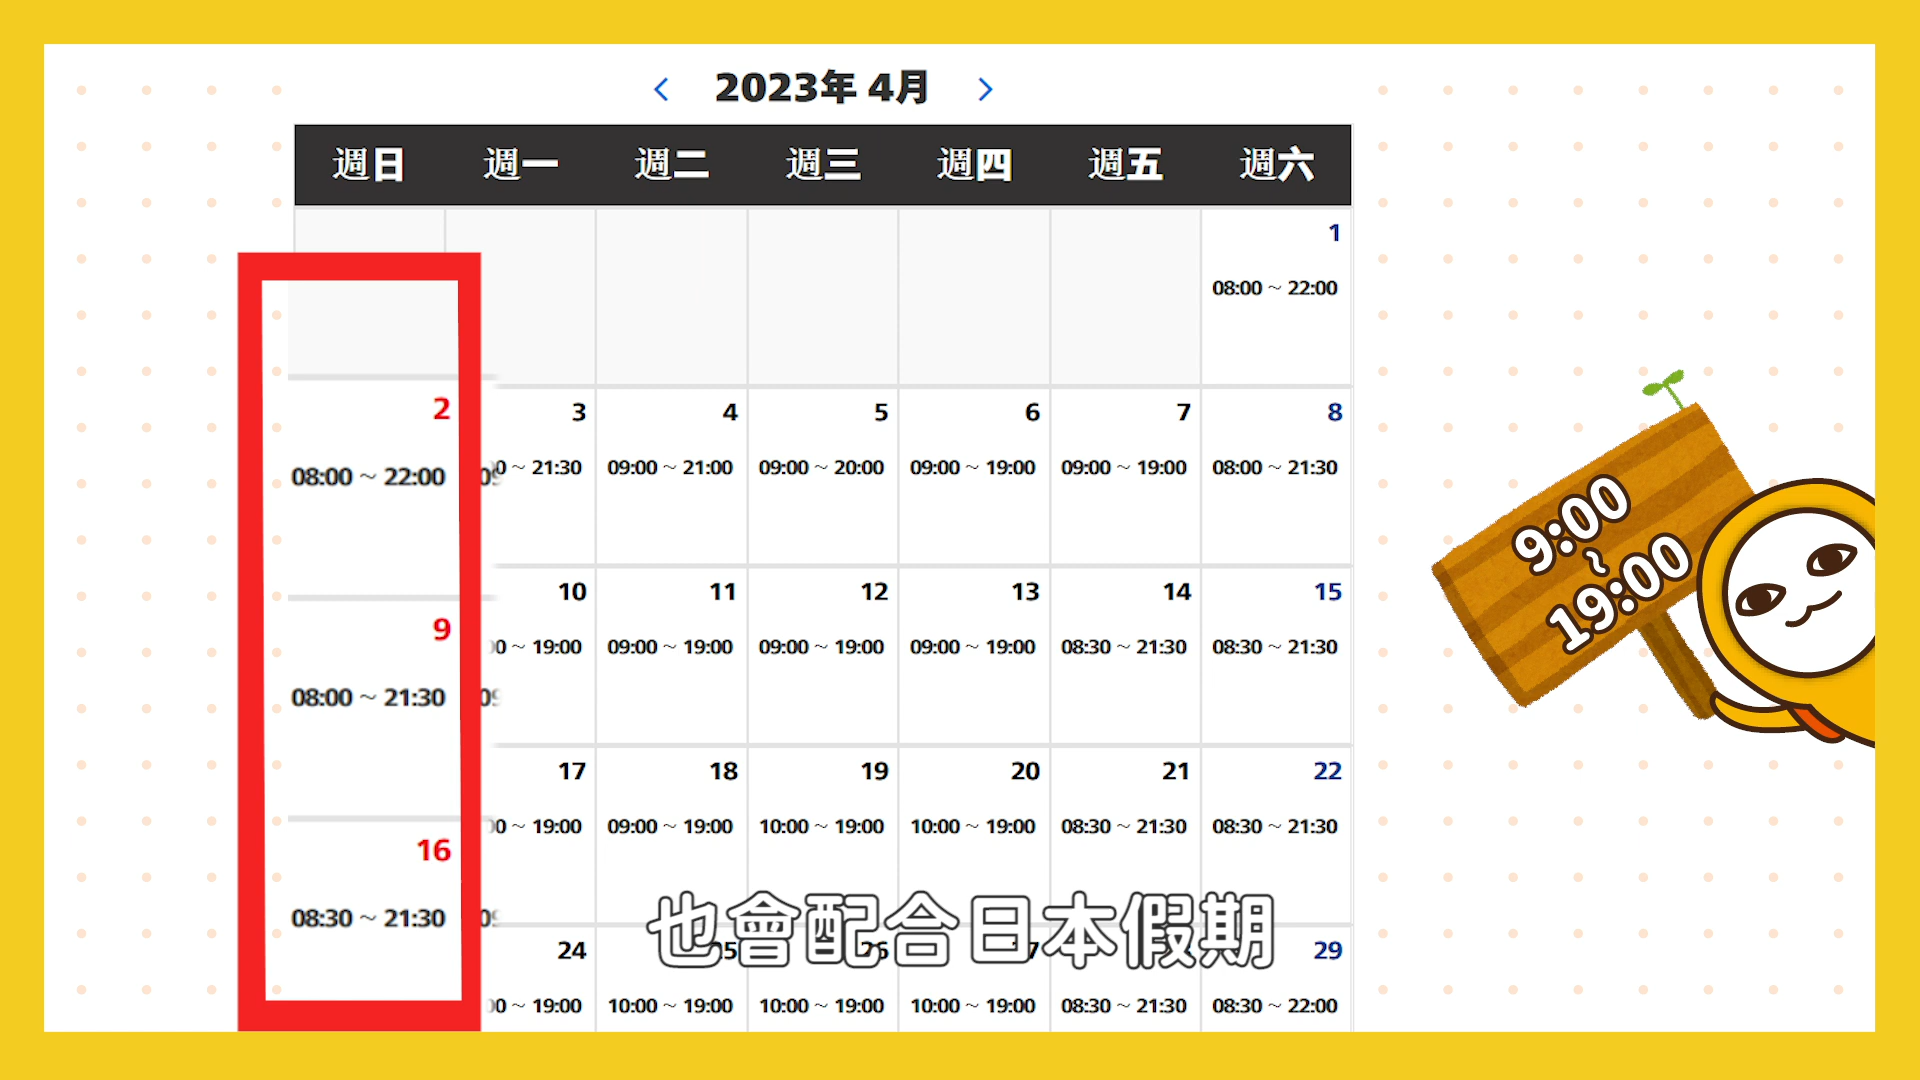 2023年 4月
週日 週一 週二 週三 週四 週五 週六
1
08:00 ~ 22:00
2 3 4 5 6 7 8
08:00 ~ 22:00 0 ~ 21:30 09:00 ~ 21:00 09:00 ~ 20:00 09:00 ~ 19:00 09:00 ~ 19:00 08:00 ~ 21:30
9 10 11 12 13 14 15
08:00 ~ 21:30 0 ~ 19:00 09:00 ~ 19:00 09:00 ~ 19:00 09:00 ~ 19:00 08:30 ~ 21:30 08:30 ~ 21:30
16 17 18 19 20 21 22
08:30 ~ 21:30 0 ~ 19:00 09:00 ~ 19:00 10:00 ~ 19:00 10:00 ~ 19:00 08:30 ~ 21:30 08:30 ~ 21:30
24 29
0 ~ 19:00 10:00 ~ 19:00 10:00 ~ 19:00 10:00 ~ 19:00 08:30 ~ 21:30 08:30 ~ 22:00
9:00
~
19:00
也會配合日本假期